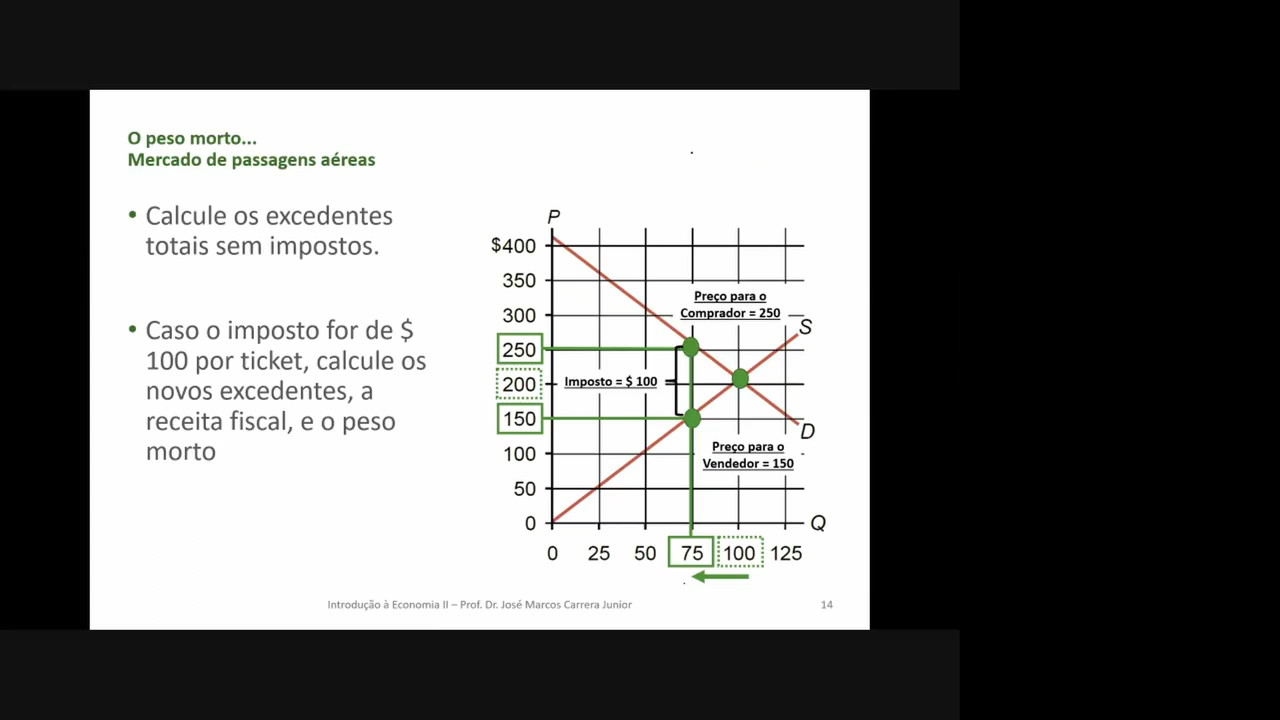 O peso morto...
Mercado de passagens aéreas
• Calcule os excedentes
totais sem impostos.
• Caso o imposto for de $
100 por ticket, calcule os
novos excedentes, a
receita fiscal, e o peso
morto
P
$400
350
300
250
200
150
100
50
0
Preço para o
Comprador = 250
S
Imposto = $ 100
D
Preço para o
Vendedor = 150
Q
0 25 50 75 100 125
Introdução à Economia II – Prof. Dr. José Marcos Carrera Junior
14